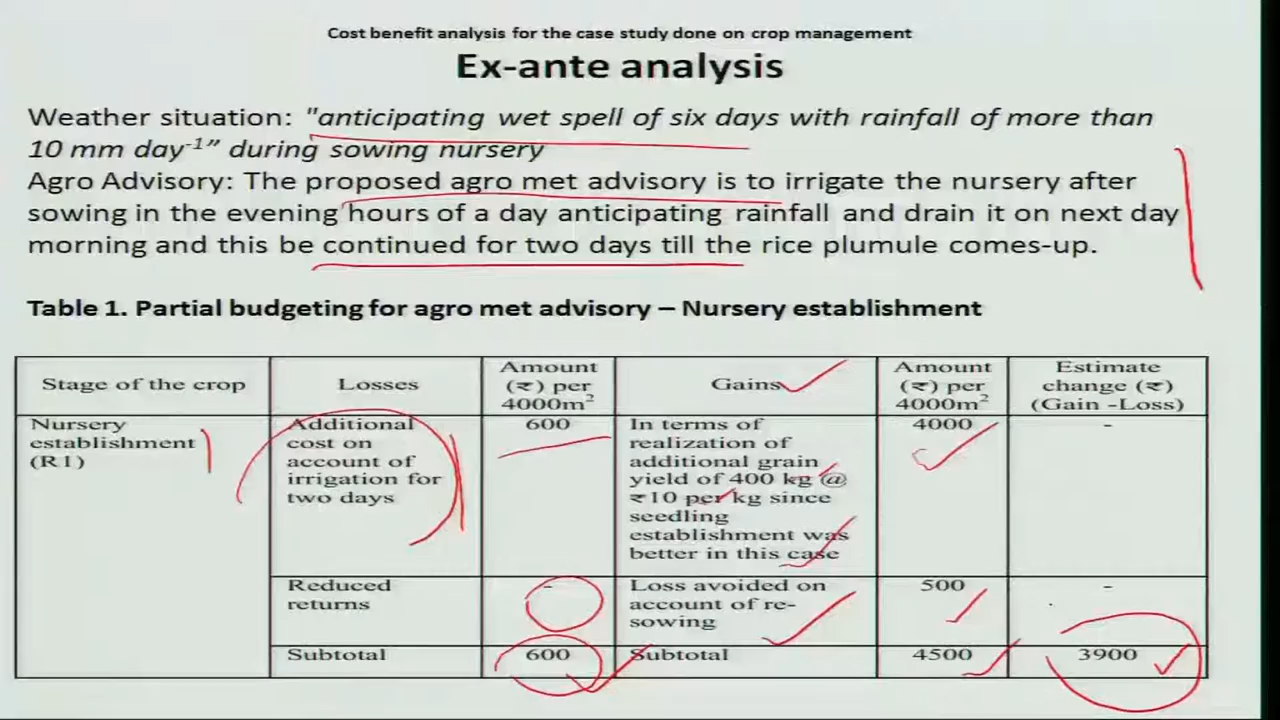 Cost benefit analysis for the case study done on crop management
Ex-ante analysis
Weather situation: "anticipating wet spell of six days with rainfall of more than
10 mm day-1" during sowing nursery
Agro Advisory: The proposed agro met advisory is to irrigate the nursery after
sowing in the evening hours of a day anticipating rainfall and drain it on next day
morning and this be continued for two days till the rice plumule comes-up.
Table 1. Partial budgeting for agro met advisory – Nursery establishment
Stage of the crop
Losses
Amount
(₹) per
4000m2
Gains
Amount
(₹) per
4000m2
Estimate
change (₹)
(Gain -Loss)
Nursery
establishment
(R1)
Additional
cost on
account of
irrigation for
two days
600
In terms of
realization of
additional grain
yield of 400 kg @
₹10 per kg since
seedling
establishment was
better in this case
4000
-
Reduced
returns
-
Loss avoided on
account of re-
sowing
500
-
Subtotal
600
Subtotal
4500
3900